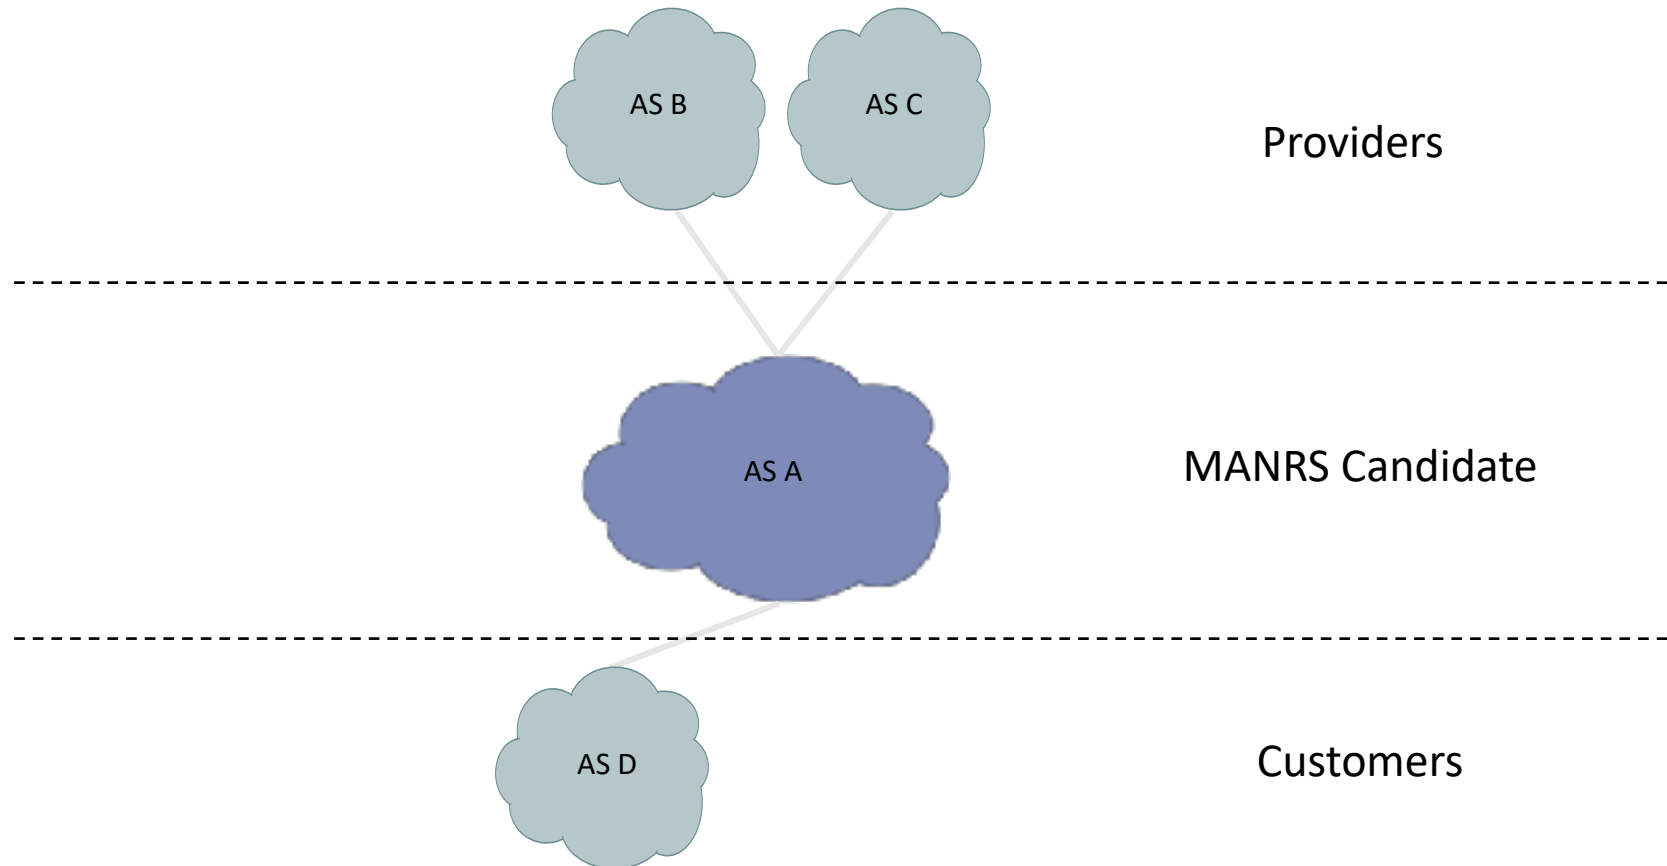 AS B
AS C
Providers
AS A
MANRS Candidate
AS D
Customers